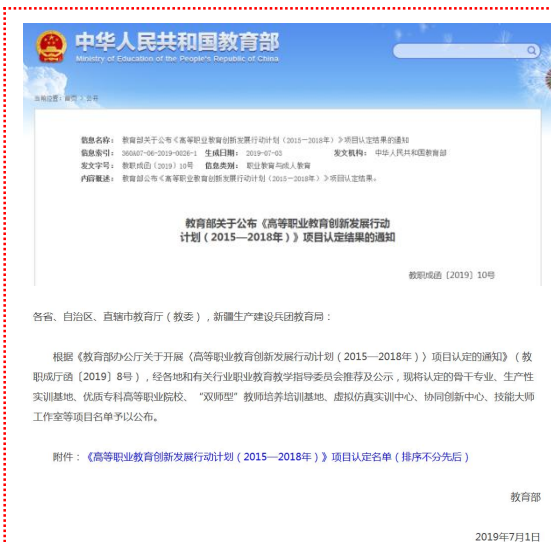 中华人民共和国教育部
Ministry of Education of the People's Republic of China
当前位置：首页 > 公开
信息名称： 教育部关于公布《高等职业教育创新发展行动计划（2015—2018年）》项目认定结果的通知
信息索引： 360A07-06-2019-0026-1 生成日期： 2019-07-03 发文机构： 中华人民共和国教育部
发文字号： 教职成函〔2019〕10号 信息类别： 职业教育与成人教育
内容概述： 教育部公布《高等职业教育创新发展行动计划（2015—2018年）》项目认定结果。
教育部关于公布《高等职业教育创新发展行动
计划（2015—2018年）》项目认定结果的通知
教职成函〔2019〕10号
各省、自治区、直辖市教育厅（教委），新疆生产建设兵团教育局：
根据《教育部办公厅关于开展〈高等职业教育创新发展行动计划（2015—2018年）〉项目认定的通知》（教
职成厅函〔2019〕8号），经各地和有关行业职业教育教学指导委员会推荐及公示，现将认定的骨干专业、生产性
实训基地、优质专科高等职业院校、“双师型”教师培养培训基地、虚拟仿真实训中心、协同创新中心、技能大师
工作室等项目名单予以公布。
附件：《高等职业教育创新发展行动计划（2015—2018年）》项目认定名单（排序不分先后）
教育部
2019年7月1日